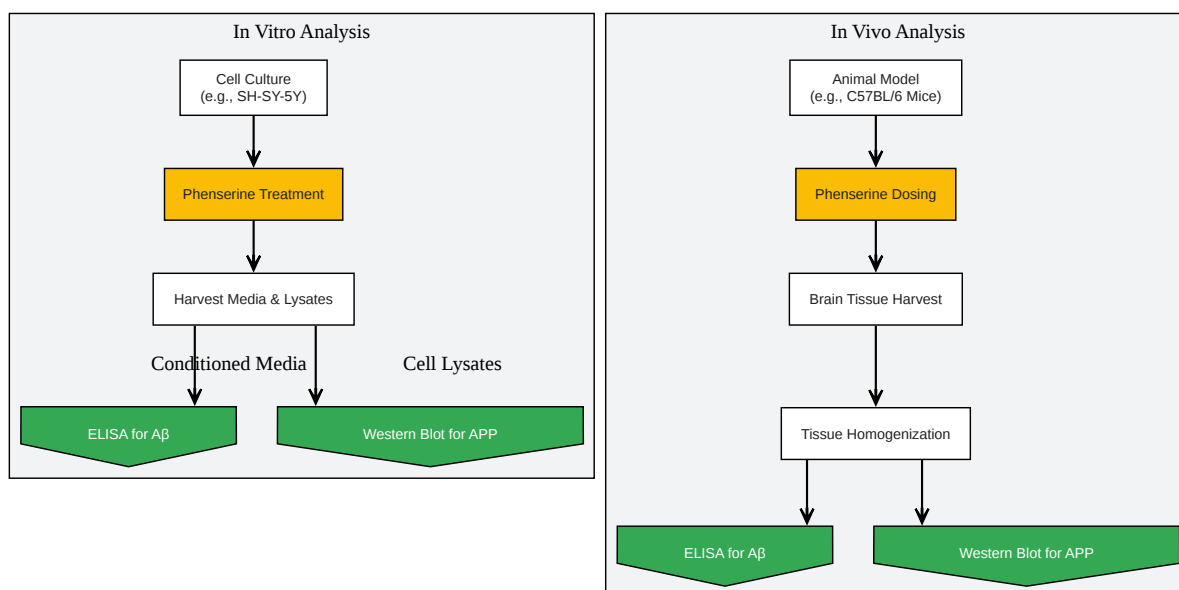 In Vitro Analysis
Cell Culture
(e.g., SH-SY-5Y)
Phenserine Treatment
Harvest Media & Lysates
Conditioned Media
Cell Lysates
ELISA for Aβ
Western Blot for APP
In Vivo Analysis
Animal Model
(e.g., C57BL/6 Mice)
Phenserine Dosing
Brain Tissue Harvest
Tissue Homogenization
ELISA for Aβ
Western Blot for APP